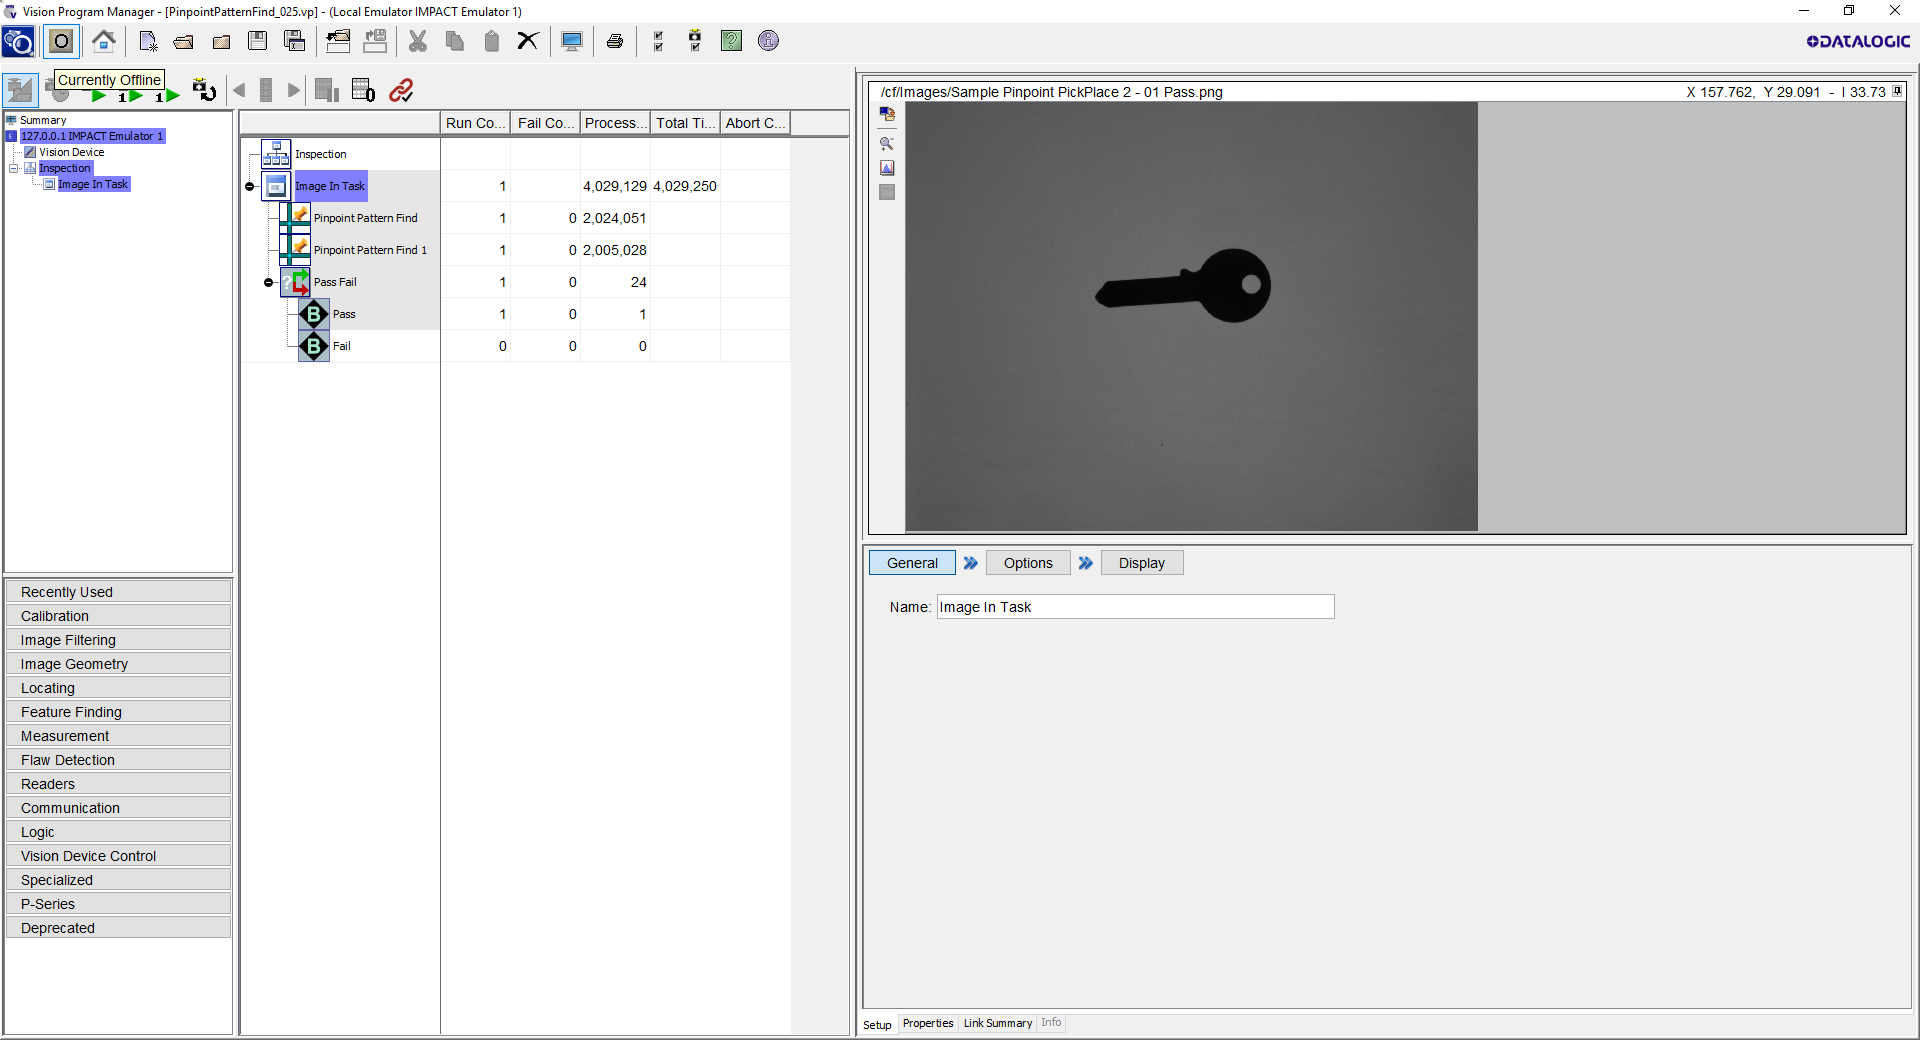 Vision Program Manager - [PinpointPatternFind_025.vp] - (Local Emulator IMPACT Emulator 1)
DATALOGIC
Currently Offline
Summary
127.0.0.1 IMPACT Emulator 1
Vision Device
Inspection
Image In Task
Recently Used
Calibration
Image Filtering
Image Geometry
Locating
Feature Finding
Measurement
Flaw Detection
Readers
Communication
Logic
Vision Device Control
Specialized
P-Series
Deprecated
Run Co... Fail Co... Process... Total Ti... Abort C...
Inspection
Image In Task 1 4,029,129 4,029,250
Pinpoint Pattern Find 1 0 2,024,051
Pinpoint Pattern Find 1 1 0 2,005,028
Pass Fail 1 0 24
B Pass 1 0 1
B Fail 0 0 0
/cf/Images/Sample Pinpoint PickPlace 2 - 01 Pass.png X 157.762, Y 29.091 - I 33.73
General Options Display
Name: Image In Task
Setup Properties Link Summary Info